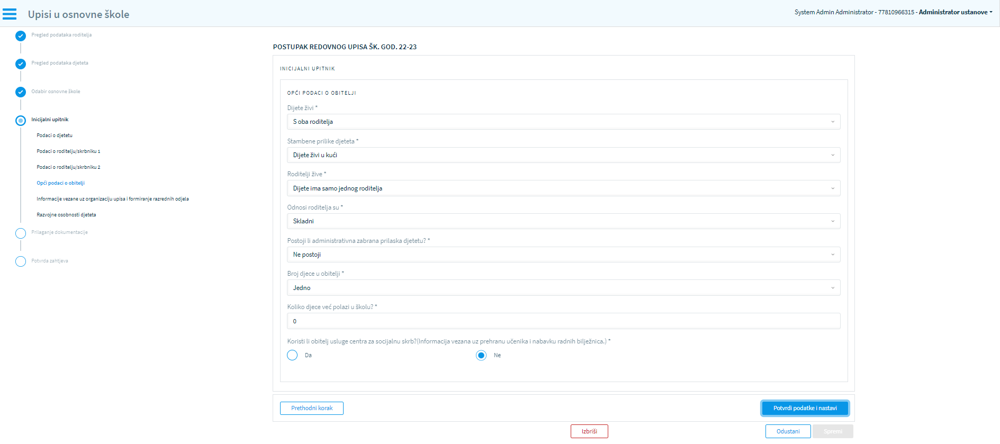 Upisi u osnovne škole
System Admin Administrator - 77810966315 - Administrator ustanove
Pregled podataka roditelja
Pregled podataka djeteta
Odabir osnovne škole
Inicijalni upitnik
Podaci o djetetu
Podaci o roditelju/skrbniku 1
Podaci o roditelju/skrbniku 2
Opći podaci o obitelji
Informacije vezane uz organizaciju upisa i formiranje razrednih odjela
Razvojne osobnosti djeteta
Prilaganje dokumentacije
Potvrda zahtjeva
POSTUPAK REDOVNOG UPISA ŠK. GOD. 22-23
INICIJALNI UPITNIK
OPĆI PODACI O OBITELJI
Dijete živi *
S oba roditelja
Stambene prilike djeteta *
Dijete živi u kući
Roditelji žive *
Dijete ima samo jednog roditelja
Odnosi roditelja su *
Skladni
Postoji li administrativna zabrana prilaska djetetu? *
Ne postoji
Broj djece u obitelji *
Jedno
Koliko djece već polazi u školu? *
0
Koristi li obitelj usluge centra za socijalnu skrb?(Informacija vezana uz prehranu učenika i nabavku radnih bilježnica.) *
Da
Ne
Prethodni korak
Potvrdi podatke i nastavi
Izbriši
Odustani
Spremi